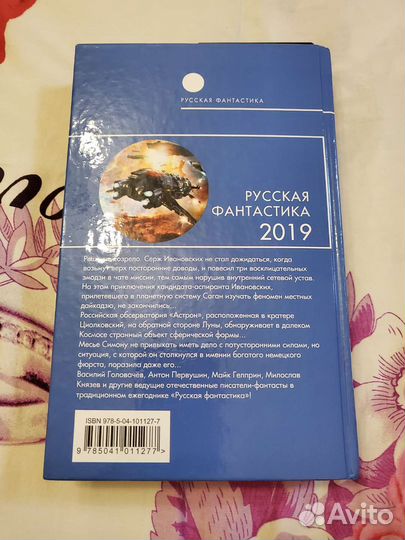 РУССКАЯ ФАНТАСТИКА
РУССКАЯ
ФАНТАСТИКА
2019
Серж Ивановских не стал дожидаться, когда
возьмут верх посторонние доводы, и повесил три восклицательных
эмодзи в чате миссии, тем самым нарушив внутренний сетевой устав.
На этом приключения кандидата-аспиранта Ивановских,
прилетевшего в планетную систему Саган изучать феномен местных
дайкадзю, не закончились...
Российская обсерватория «Астрон», расположенная в кратере
Циолковский, на обратной стороне Луны, обнаруживает в далеком
Космосе странный объект сферической формы...
Месье Симону не привыкать иметь дело с потусторонними силами, но
ситуация, с которой он столкнулся в имении богатого немецкого
фюрста, поразила даже его...
Василий Головачёв, Антон Первушин, Майк Гелприн, Милослав
Князев и другие ведущие отечественные писатели-фантасты в
традиционном ежегоднике «Русская фантастика»!
ISBN 978-5-04-101127-7
9 785041 011277 >
Avito